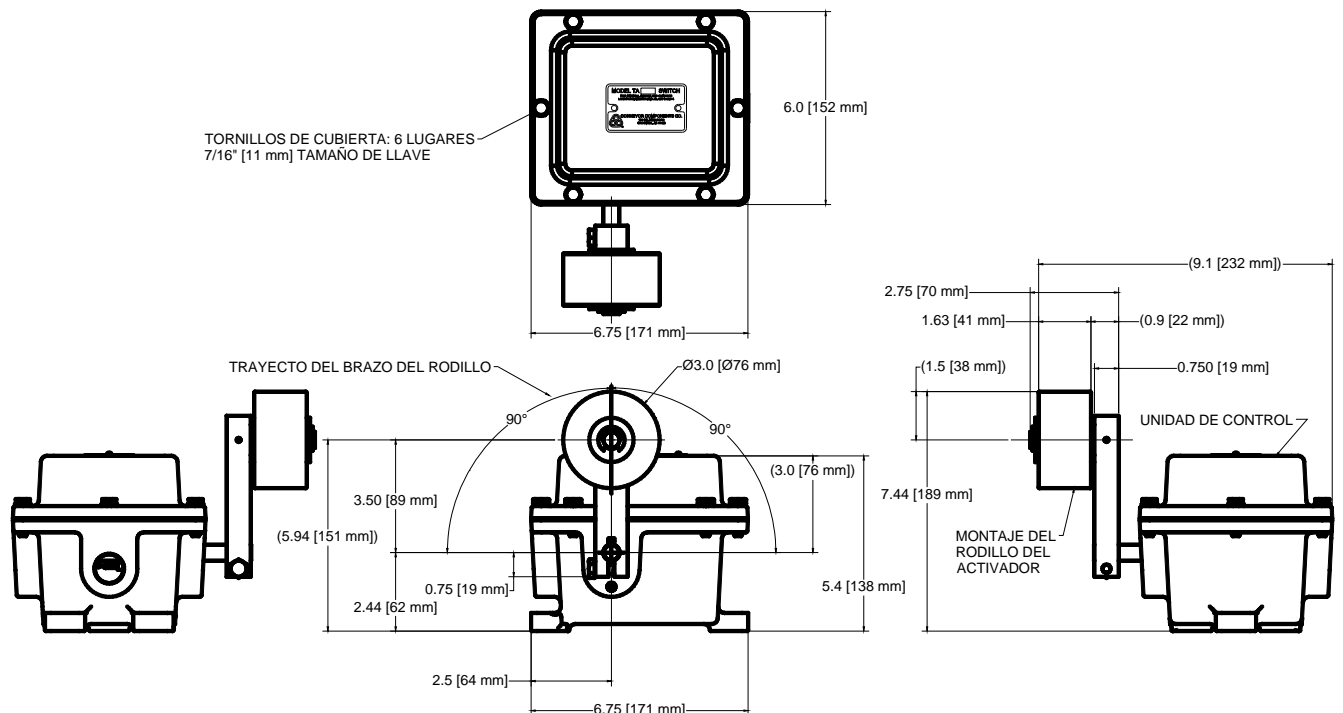 MODEL TA SWITCH
CONVEYOR COMPONENTS CO.
6.0 [152 mm]
TORNILLOS DE CUBIERTA: 6 LUGARES
7/16" [11 mm] TAMAÑO DE LLAVE
6.75 [171 mm]
(9.1 [232 mm])
2.75 [70 mm]
1.63 [41 mm]
(0.9 [22 mm])
(1.5 [38 mm])
0.750 [19 mm]
TRAYECTO DEL BRAZO DEL RODILLO
Ø3.0 [Ø76 mm]
90°
90°
UNIDAD DE CONTROL
(3.0 [76 mm])
3.50 [89 mm]
7.44 [189 mm]
(5.94 [151 mm])
MONTAJE DEL
RODILLO DEL
ACTIVADOR
0.75 [19 mm]
5.4 [138 mm]
2.44 [62 mm]
2.5 [64 mm]
6.75 [171 mm]